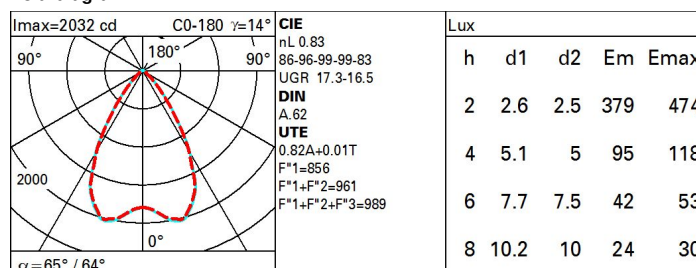 Imax=2032 cd C0-180 γ=14°
90° 180° 90°
2000
0°
α=65° / 64°
CIE
nL 0.83
86-96-99-99-83
UGR 17.3-16.5
DIN
A.62
UTE
0.82A+0.01T
F"1=856
F"1+F"2=961
F"1+F"2+F"3=989
Lux
h d1 d2 Em Emax
2 2.6 2.5 379 474
4 5.1 5 95 118
6 7.7 7.5 42 53
8 10.2 10 24 30